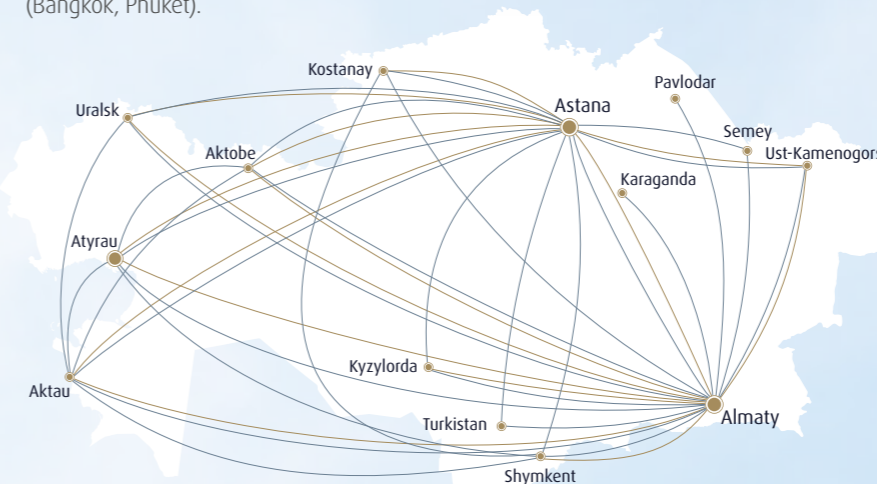 (Bangkok, Phuket).
Kostanay
Pavlodar
Astana
Uralsk
Semey
Aktobe
Ust-Kamenogors
Karaganda
Atyrau
Kyzylorda
Aktau
Almaty
Turkistan
Shymkent